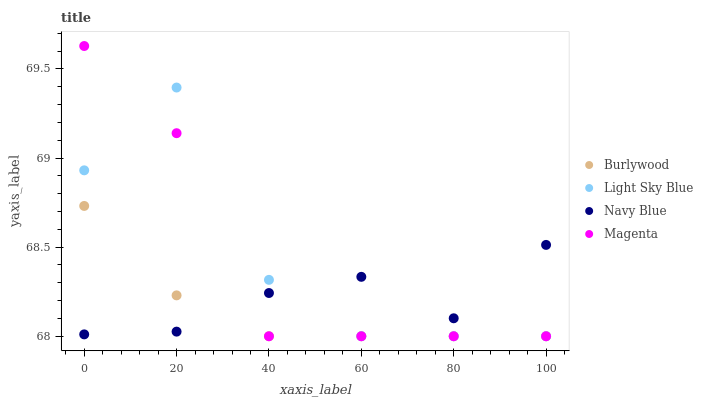 title
69.5
69
68.5
68
yaxis_label
0 20 40 60 80 100
xaxis_label
Burlywood
Light Sky Blue
Navy Blue
Magenta